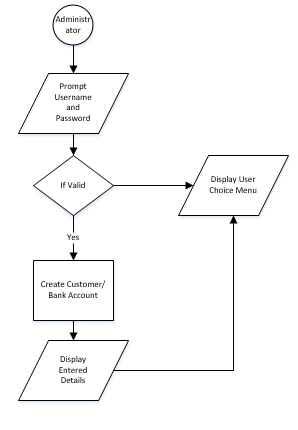 Administr
ator
Prompt
Username
and
Password
If Valid
Display User
Choice Menu
Yes
Create Customer/
Bank Account
Display
Entered
Details